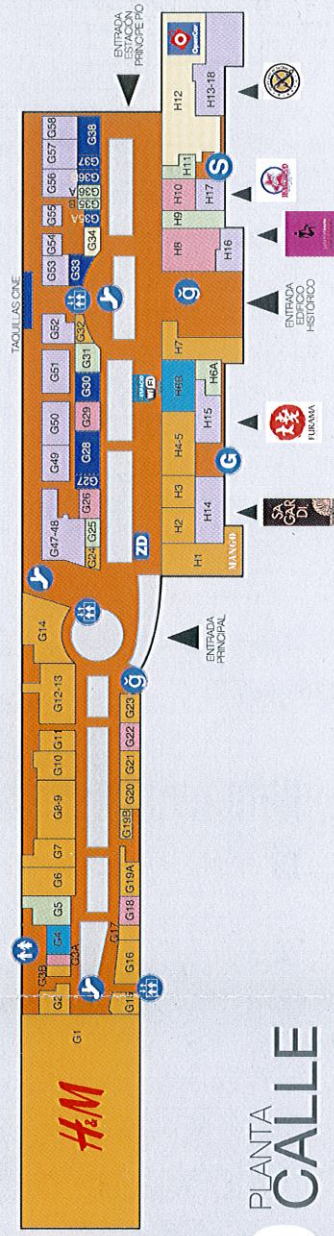 PLANTA
CALLE
H&M
G1
G2
G3B
G3A
G4
G5
G6
G7
G8-9
G10
G11
G12-13
G14
G15
G16
G17
G18
G19A
G19B
G20
G21
G22
G23
ğ
ENTRADA
PRINCIPAL
ZD
G47-48
G49
G50
G51
G52
G53
G54
G55
G56
G57
G58
TAQUILLAS CINE
G24
G25
G26
G27
G28
G29
G30
G31
G32
G33
G34
G35A
G35
B
G36
A
G36
G37
G38
WiFi
ENTRADA
ESTACIÓN
PRÍNCIPE PÍO
H1
MANGO
H2
H3
H4-5
H6B
H6A
H7
H14
H15
G
ğ
H8
H9
H10
H11
H12
H13-18
H16
H17
S
OpenCor
SAGARDI
FURAMA
ENTRADA
EDIFICIO
HISTÓRICO